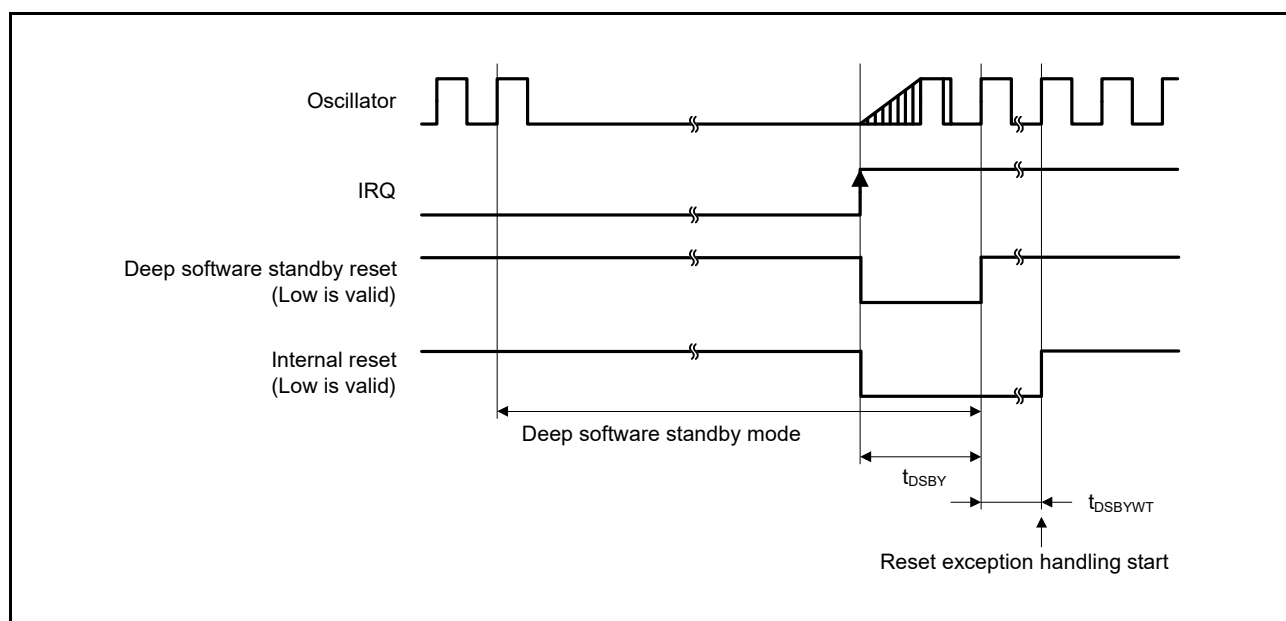 Oscillator
IRQ
Deep software standby reset
(Low is valid)
Internal reset
(Low is valid)
Deep software standby mode
tDSBY
tDSBYWT
Reset exception handling start